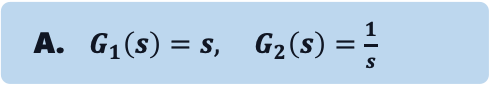 A. G₁(s) = s, G₂(s) = 1/s